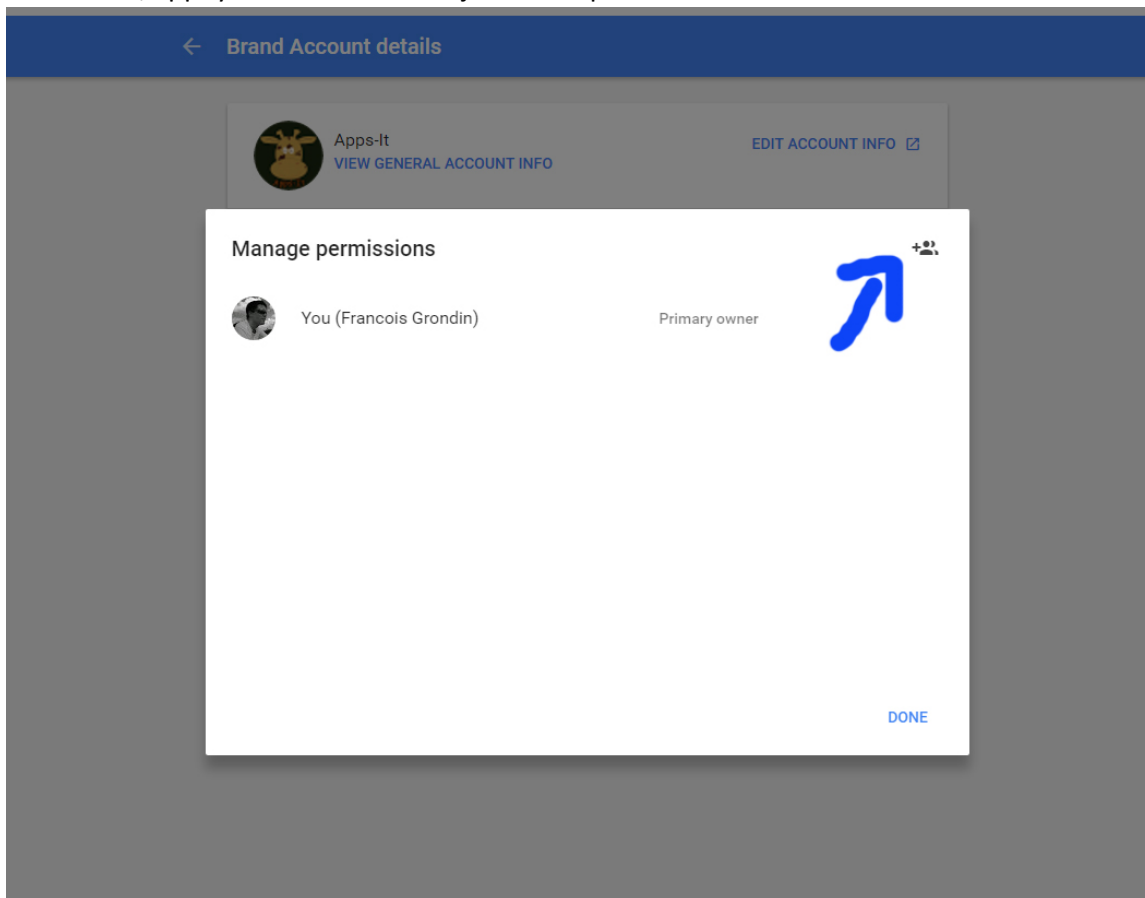 Brand Account details
Apps-It
EDIT ACCOUNT INFO
VIEW GENERAL ACCOUNT INFO
Manage permissions
You (Francois Grondin)
Primary owner
DONE